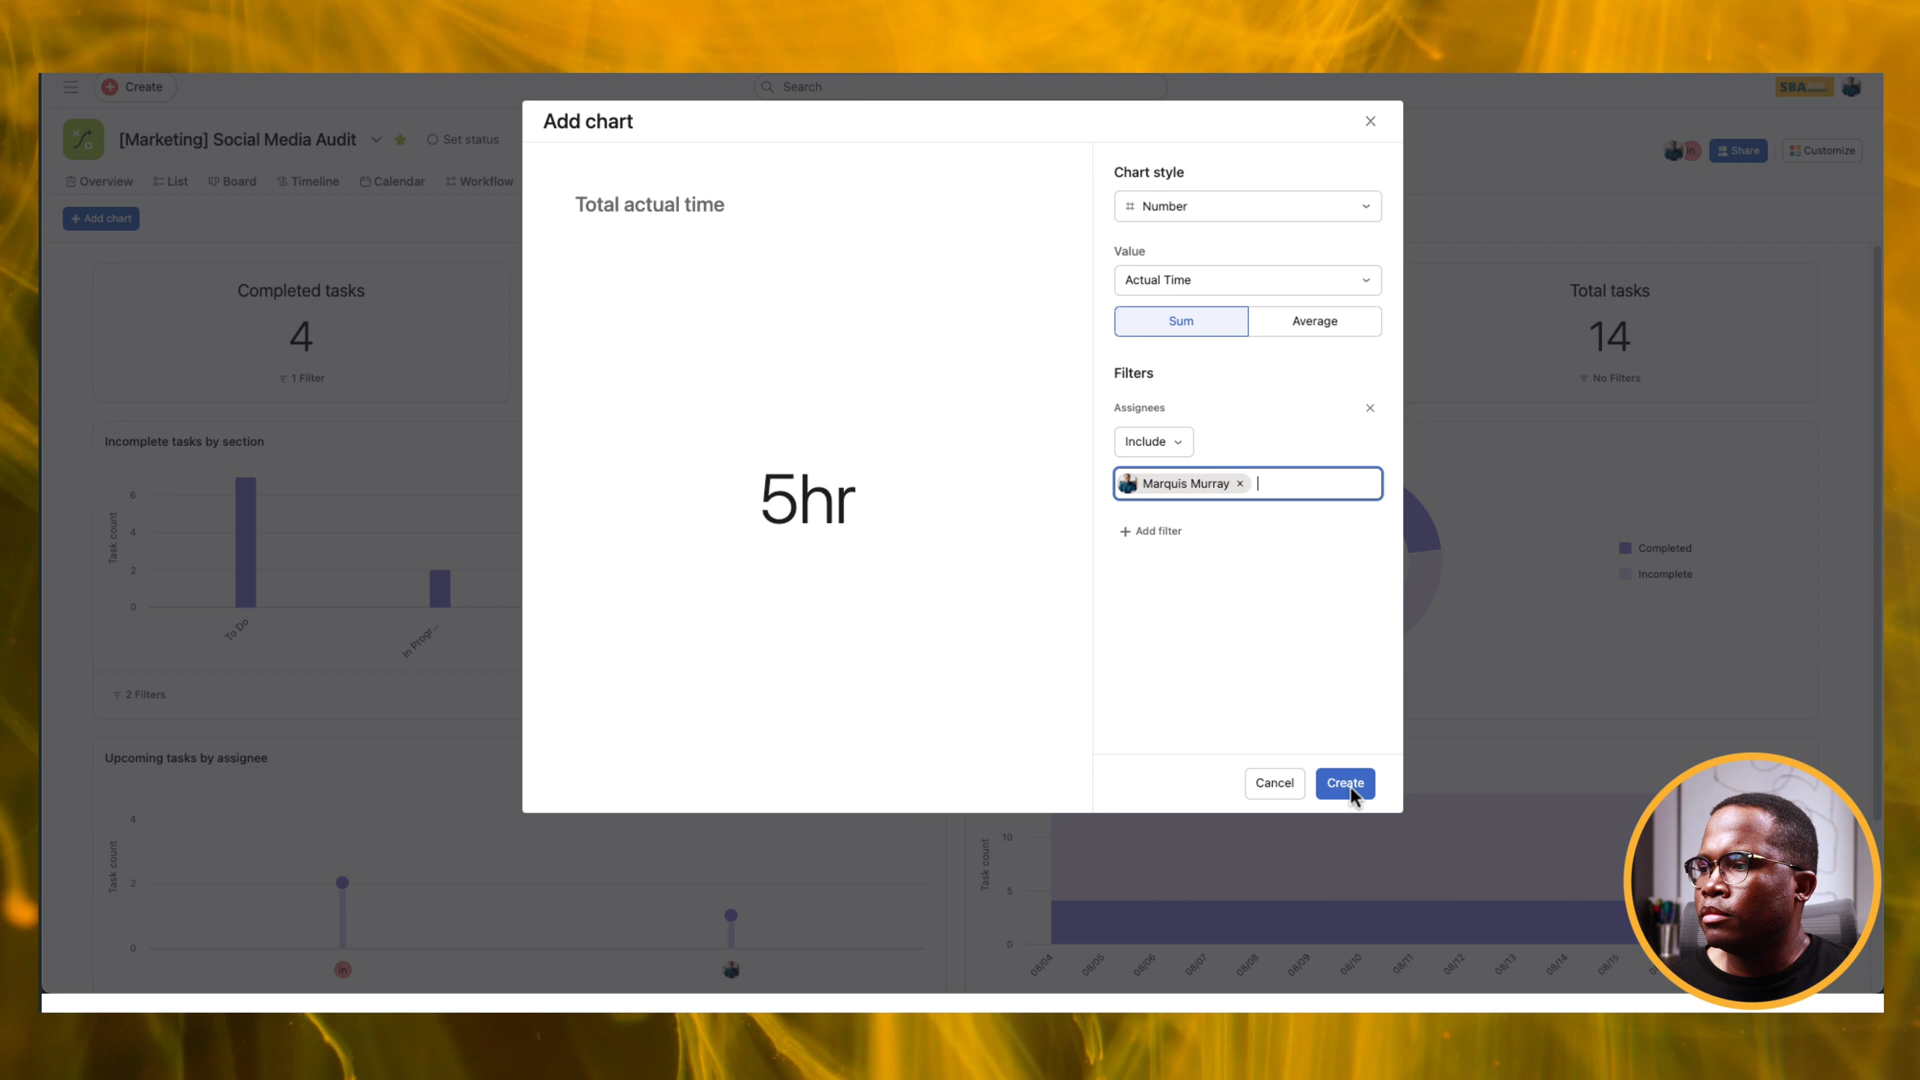 Create
Search
SBA
[Marketing] Social Media Audit
Set status
in
Share
Customize
Overview
List
Board
Timeline
Calendar
Workflow
+ Add chart
Completed tasks
4
1 Filter
Total tasks
14
No Filters
Incomplete tasks by section
Task count
6
4
2
0
To Do
In Progr...
2 Filters
Completed
Incomplete
Upcoming tasks by assignee
Task count
4
2
0
in
Task count
10
5
0
08/04
08/05
08/06
08/07
08/08
08/09
08/10
08/11
08/12
08/13
08/14
08/15
Add chart
Total actual time
5hr
Chart style
Number
Value
Actual Time
Sum
Average
Filters
Assignees
Include
Marquis Murray
+ Add filter
Cancel
Create